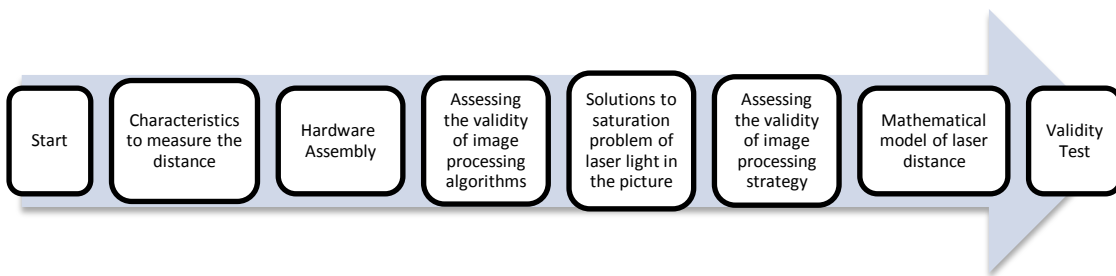 Start
Characteristics
to measure the
distance
Hardware
Assembly
Assessing
the validity
of image
processing
algorithms
Solutions to
saturation
problem of
laser light in
the picture
Assessing
the validity
of image
processing
strategy
Mathematical
model of laser
distance
Validity
Test